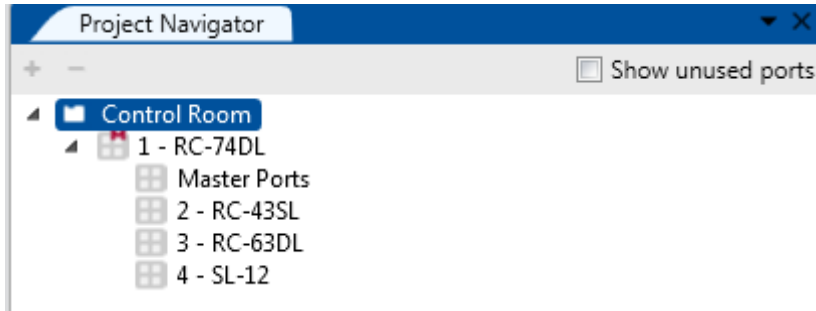 Project Navigator
Show unused ports
Control Room
1 - RC-74DL
Master Ports
2 - RC-43SL
3 - RC-63DL
4 - SL-12